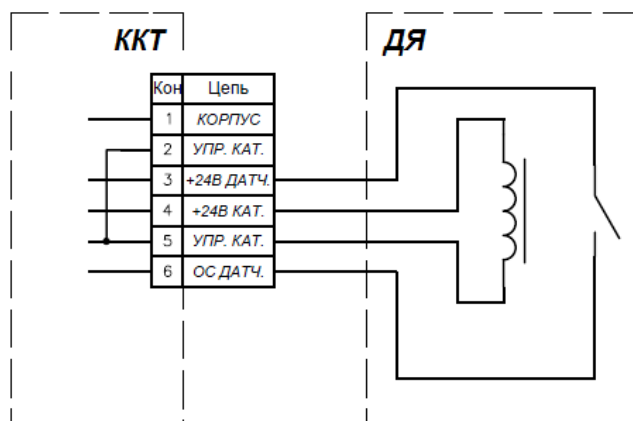 ККТ
ДЯ
Кон Цепь
1 КОРПУС
2 УПР. КАТ.
3 +24В ДАТЧ.
4 +24В КАТ.
5 УПР. КАТ.
6 ОС ДАТЧ.